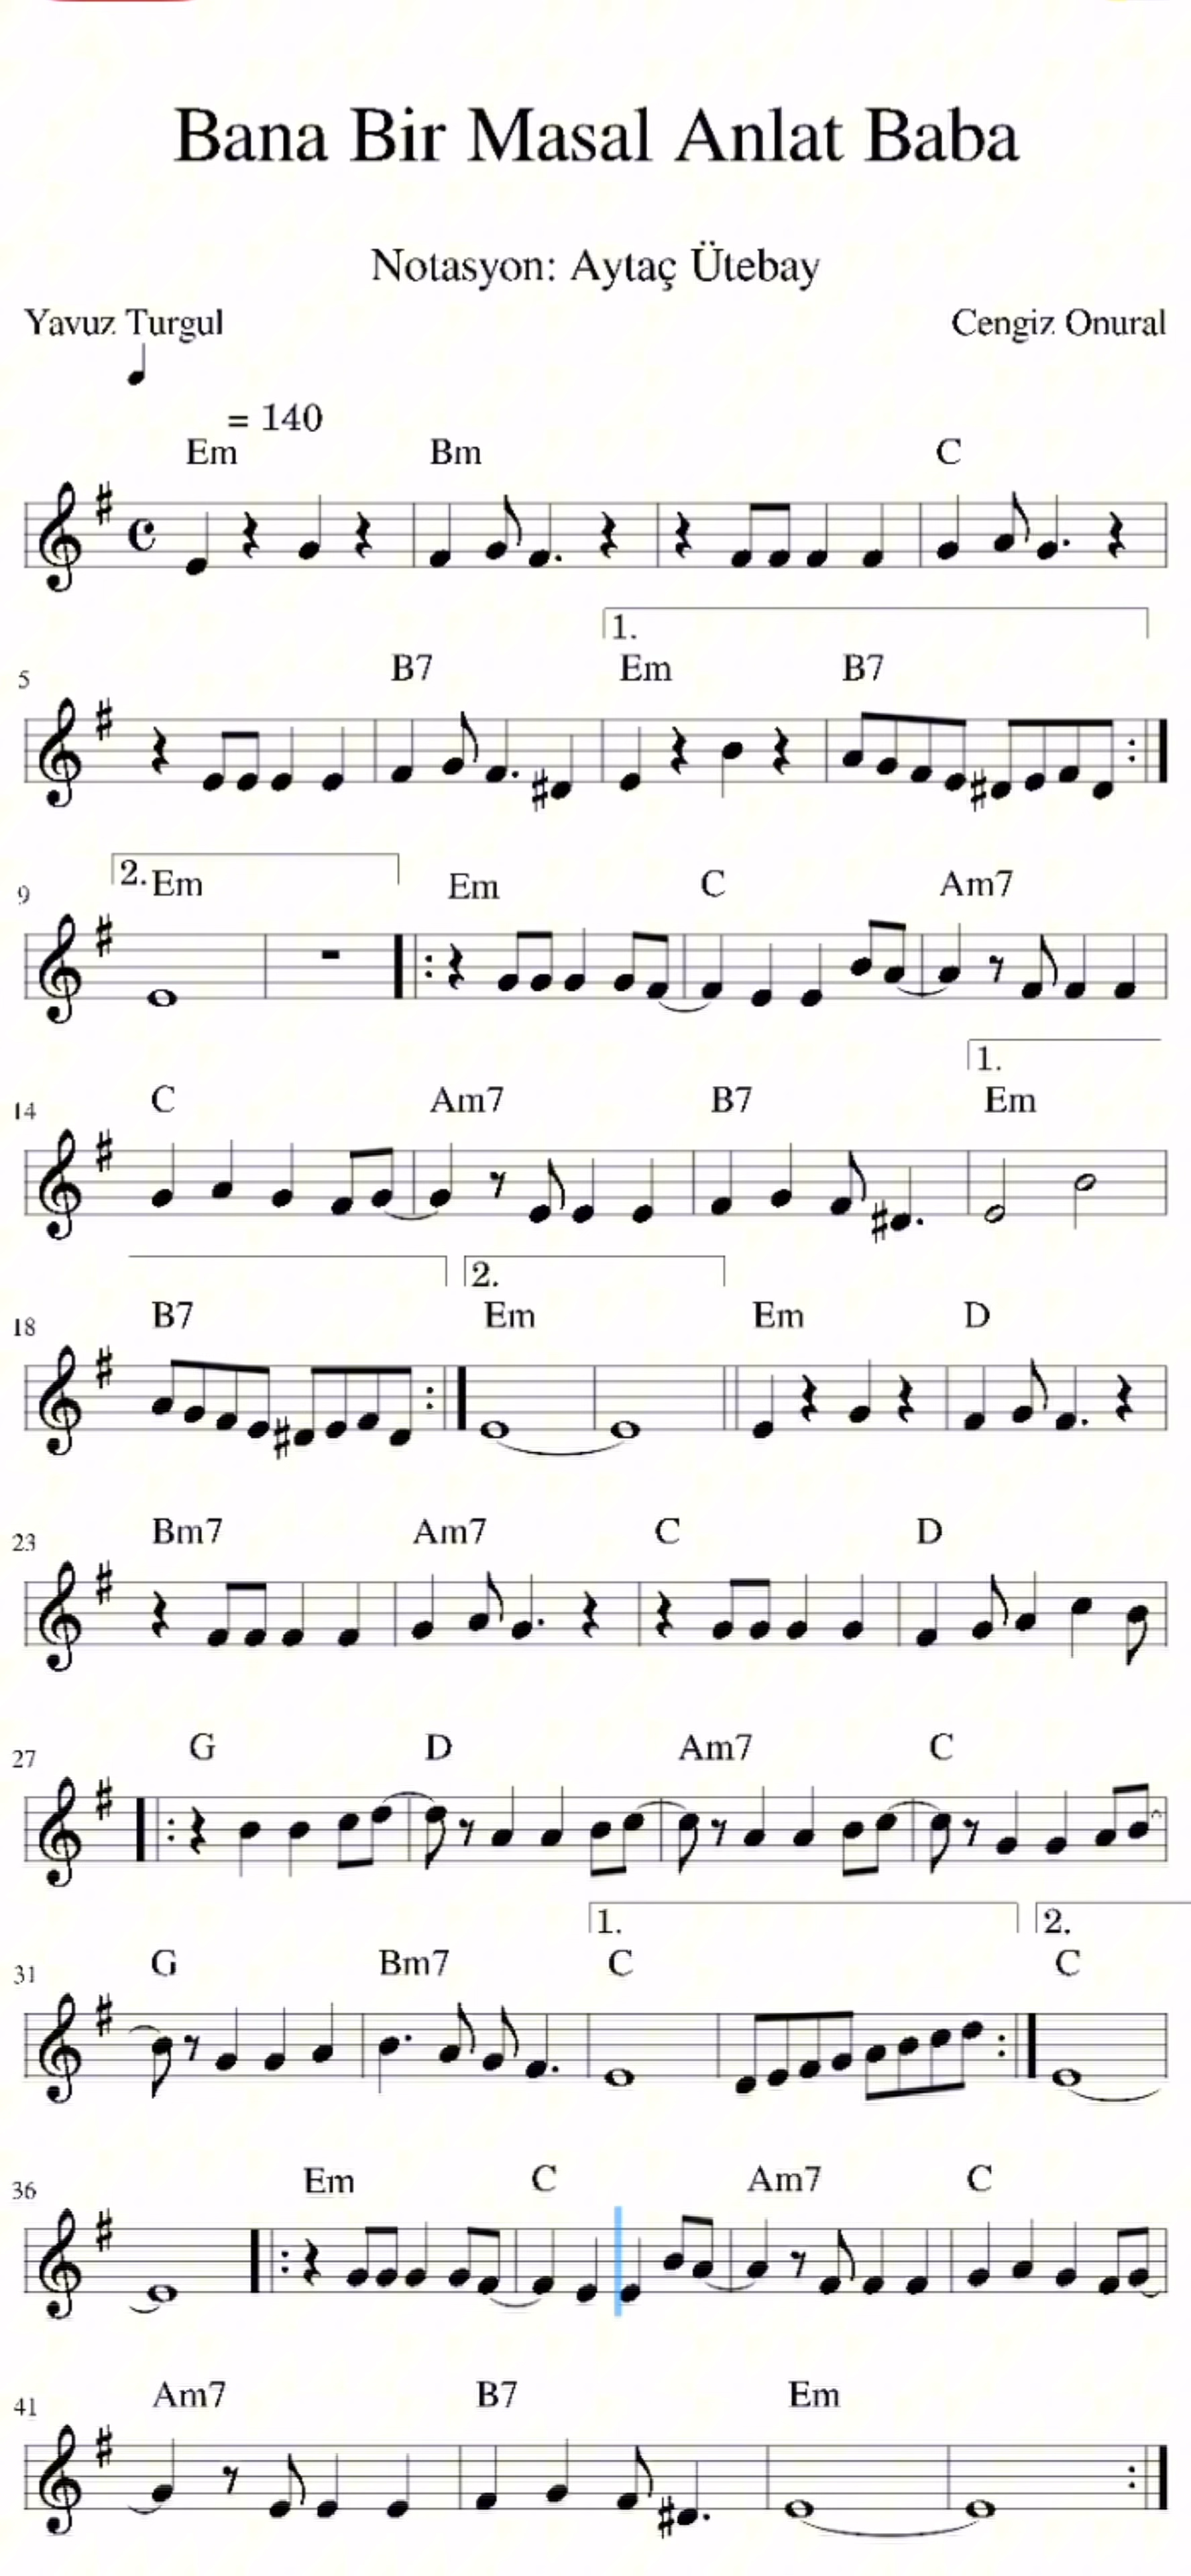 Bana Bir Masal Anlat Baba
Notasyon: Aytaç Ütebay
Yavuz Turgul
Cengiz Onural
= 140
Em Bm C
1.
5 B7 Em B7
2.
9 Em Em C Am7
1.
14 C Am7 B7 Em
2.
18 B7 Em Em D
23 Bm7 Am7 C D
27 G D Am7 C
1. 2.
31 G Bm7 C C
36 Em C Am7 C
41 Am7 B7 Em